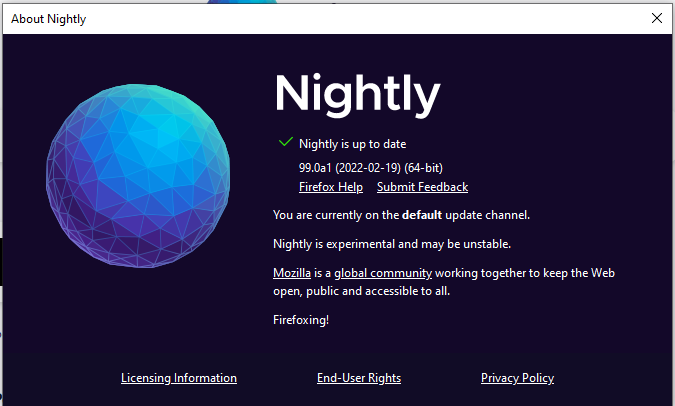 About Nightly
Nightly
Nightly is up to date
99.0a1 (2022-02-19) (64-bit)
Firefox Help Submit Feedback
You are currently on the default update channel.
Nightly is experimental and may be unstable.
Mozilla is a global community working together to keep the Web
open, public and accessible to all.
Firefoxing!
Licensing Information End-User Rights Privacy Policy